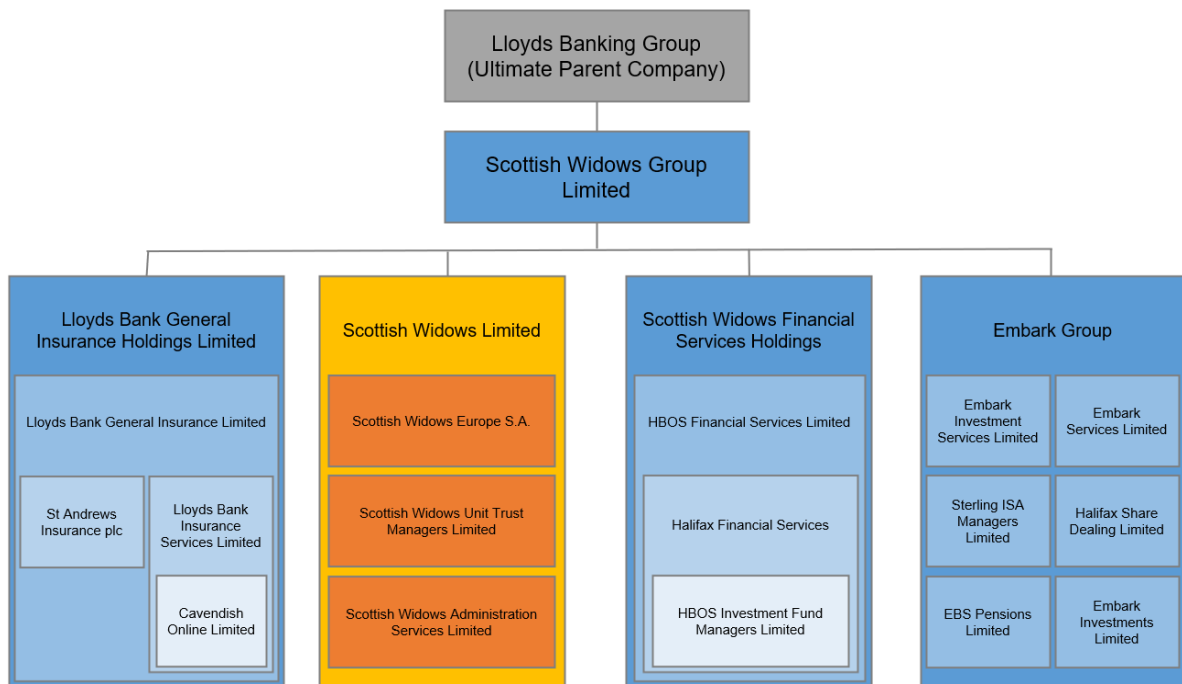 Lloyds Banking Group
(Ultimate Parent Company)
Scottish Widows Group
Limited
Lloyds Bank General
Insurance Holdings Limited
Lloyds Bank General Insurance Limited
St Andrews
Insurance plc
Lloyds Bank
Insurance
Services Limited
Cavendish
Online Limited
Scottish Widows Limited
Scottish Widows Europe S.A.
Scottish Widows Unit Trust
Managers Limited
Scottish Widows Administration
Services Limited
Scottish Widows Financial
Services Holdings
HBOS Financial Services Limited
Halifax Financial Services
HBOS Investment Fund
Managers Limited
Embark Group
Embark
Investment
Services Limited
Embark
Services Limited
Sterling ISA
Managers
Limited
Halifax Share
Dealing Limited
EBS Pensions
Limited
Embark
Investments
Limited